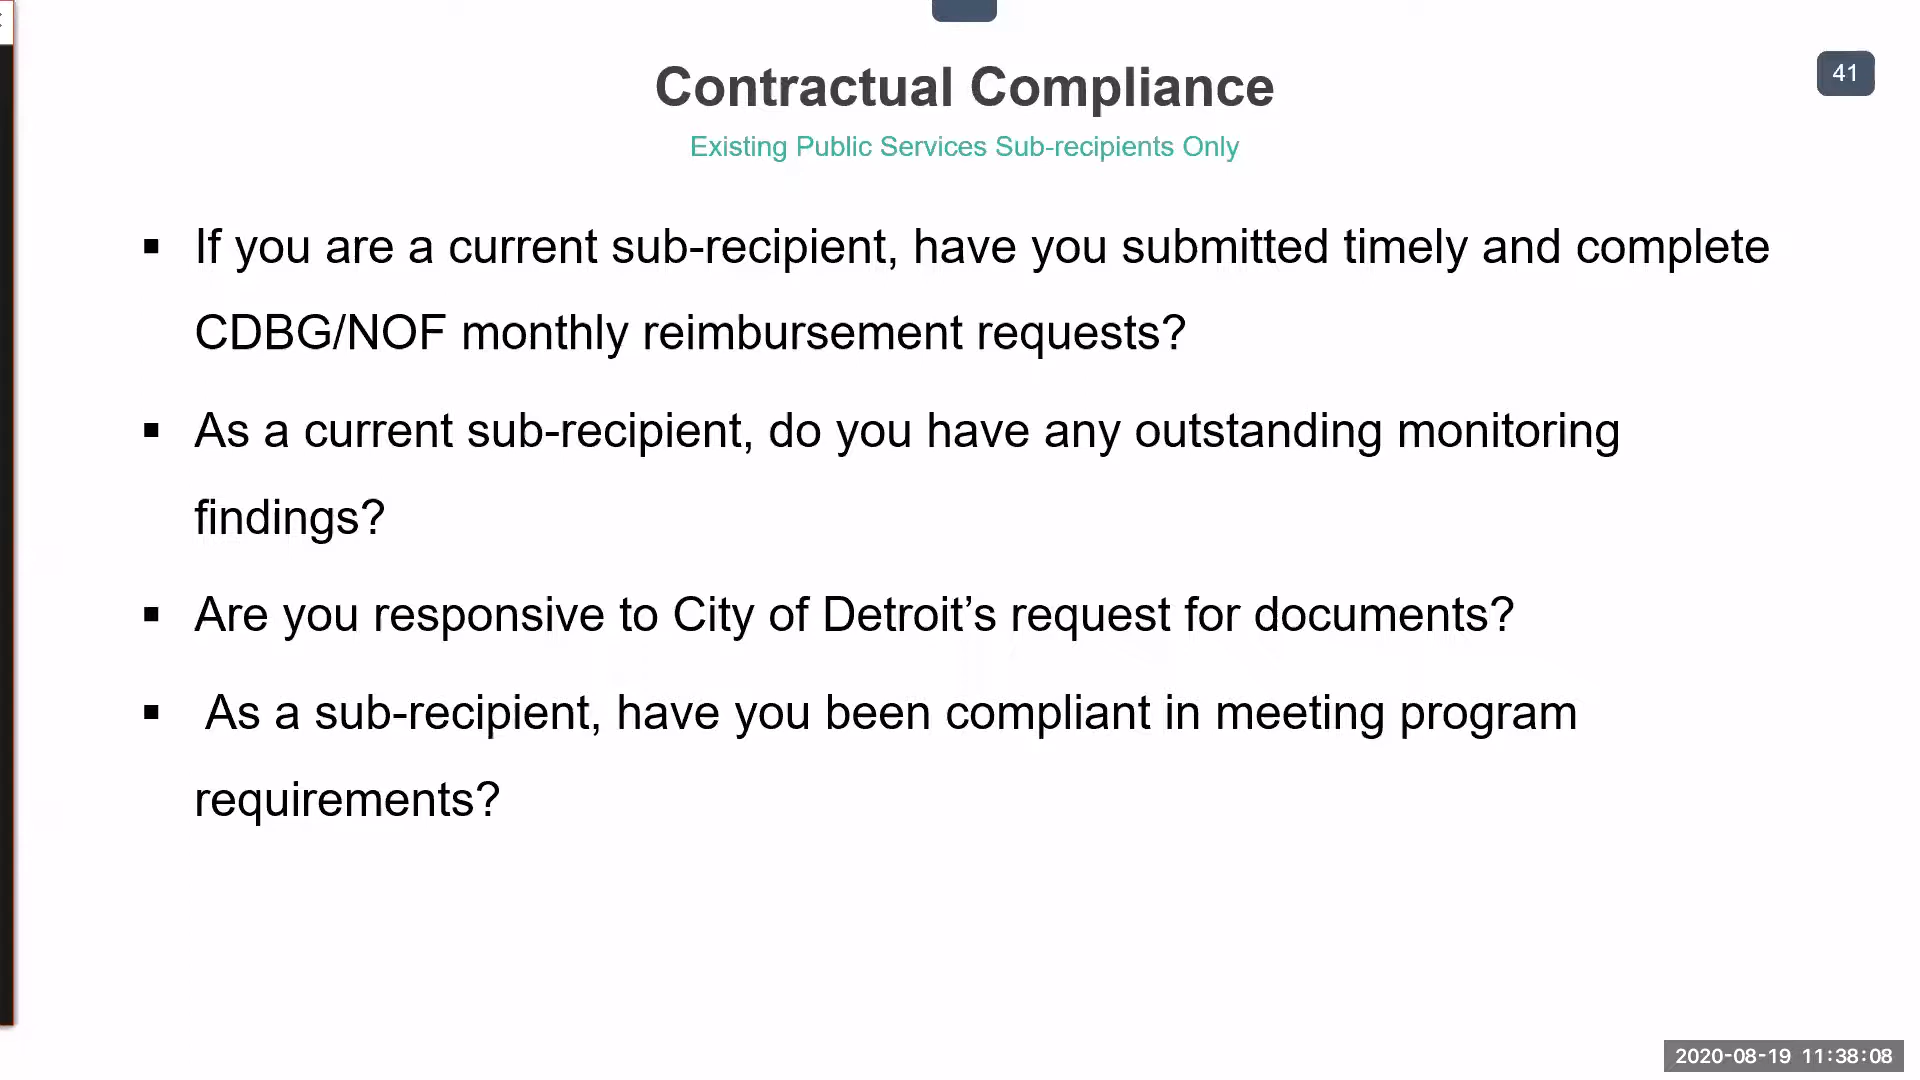 Contractual Compliance
41
Existing Public Services Sub-recipients Only
▪ If you are a current sub-recipient, have you submitted timely and complete
CDBG/NOF monthly reimbursement requests?
▪ As a current sub-recipient, do you have any outstanding monitoring
findings?
▪ Are you responsive to City of Detroit’s request for documents?
▪ As a sub-recipient, have you been compliant in meeting program
requirements?
2020-08-19 11:38:08